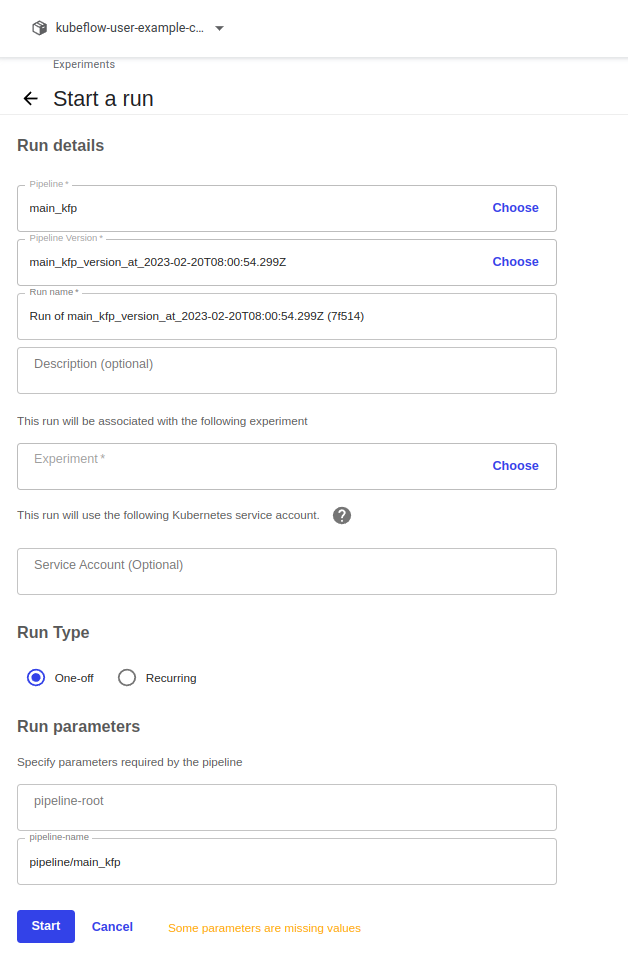 kubeflow-user-example-c...
Experiments
Start a run
Run details
Pipeline *
main_kfp
Choose
Pipeline Version *
main_kfp_version_at_2023-02-20T08:00:54.299Z
Choose
Run name *
Run of main_kfp_version_at_2023-02-20T08:00:54.299Z (7f514)
Description (optional)
This run will be associated with the following experiment
Experiment *
Choose
This run will use the following Kubernetes service account. ?
Service Account (Optional)
Run Type
One-off
Recurring
Run parameters
Specify parameters required by the pipeline
pipeline-root
pipeline-name
pipeline/main_kfp
Start
Cancel
Some parameters are missing values